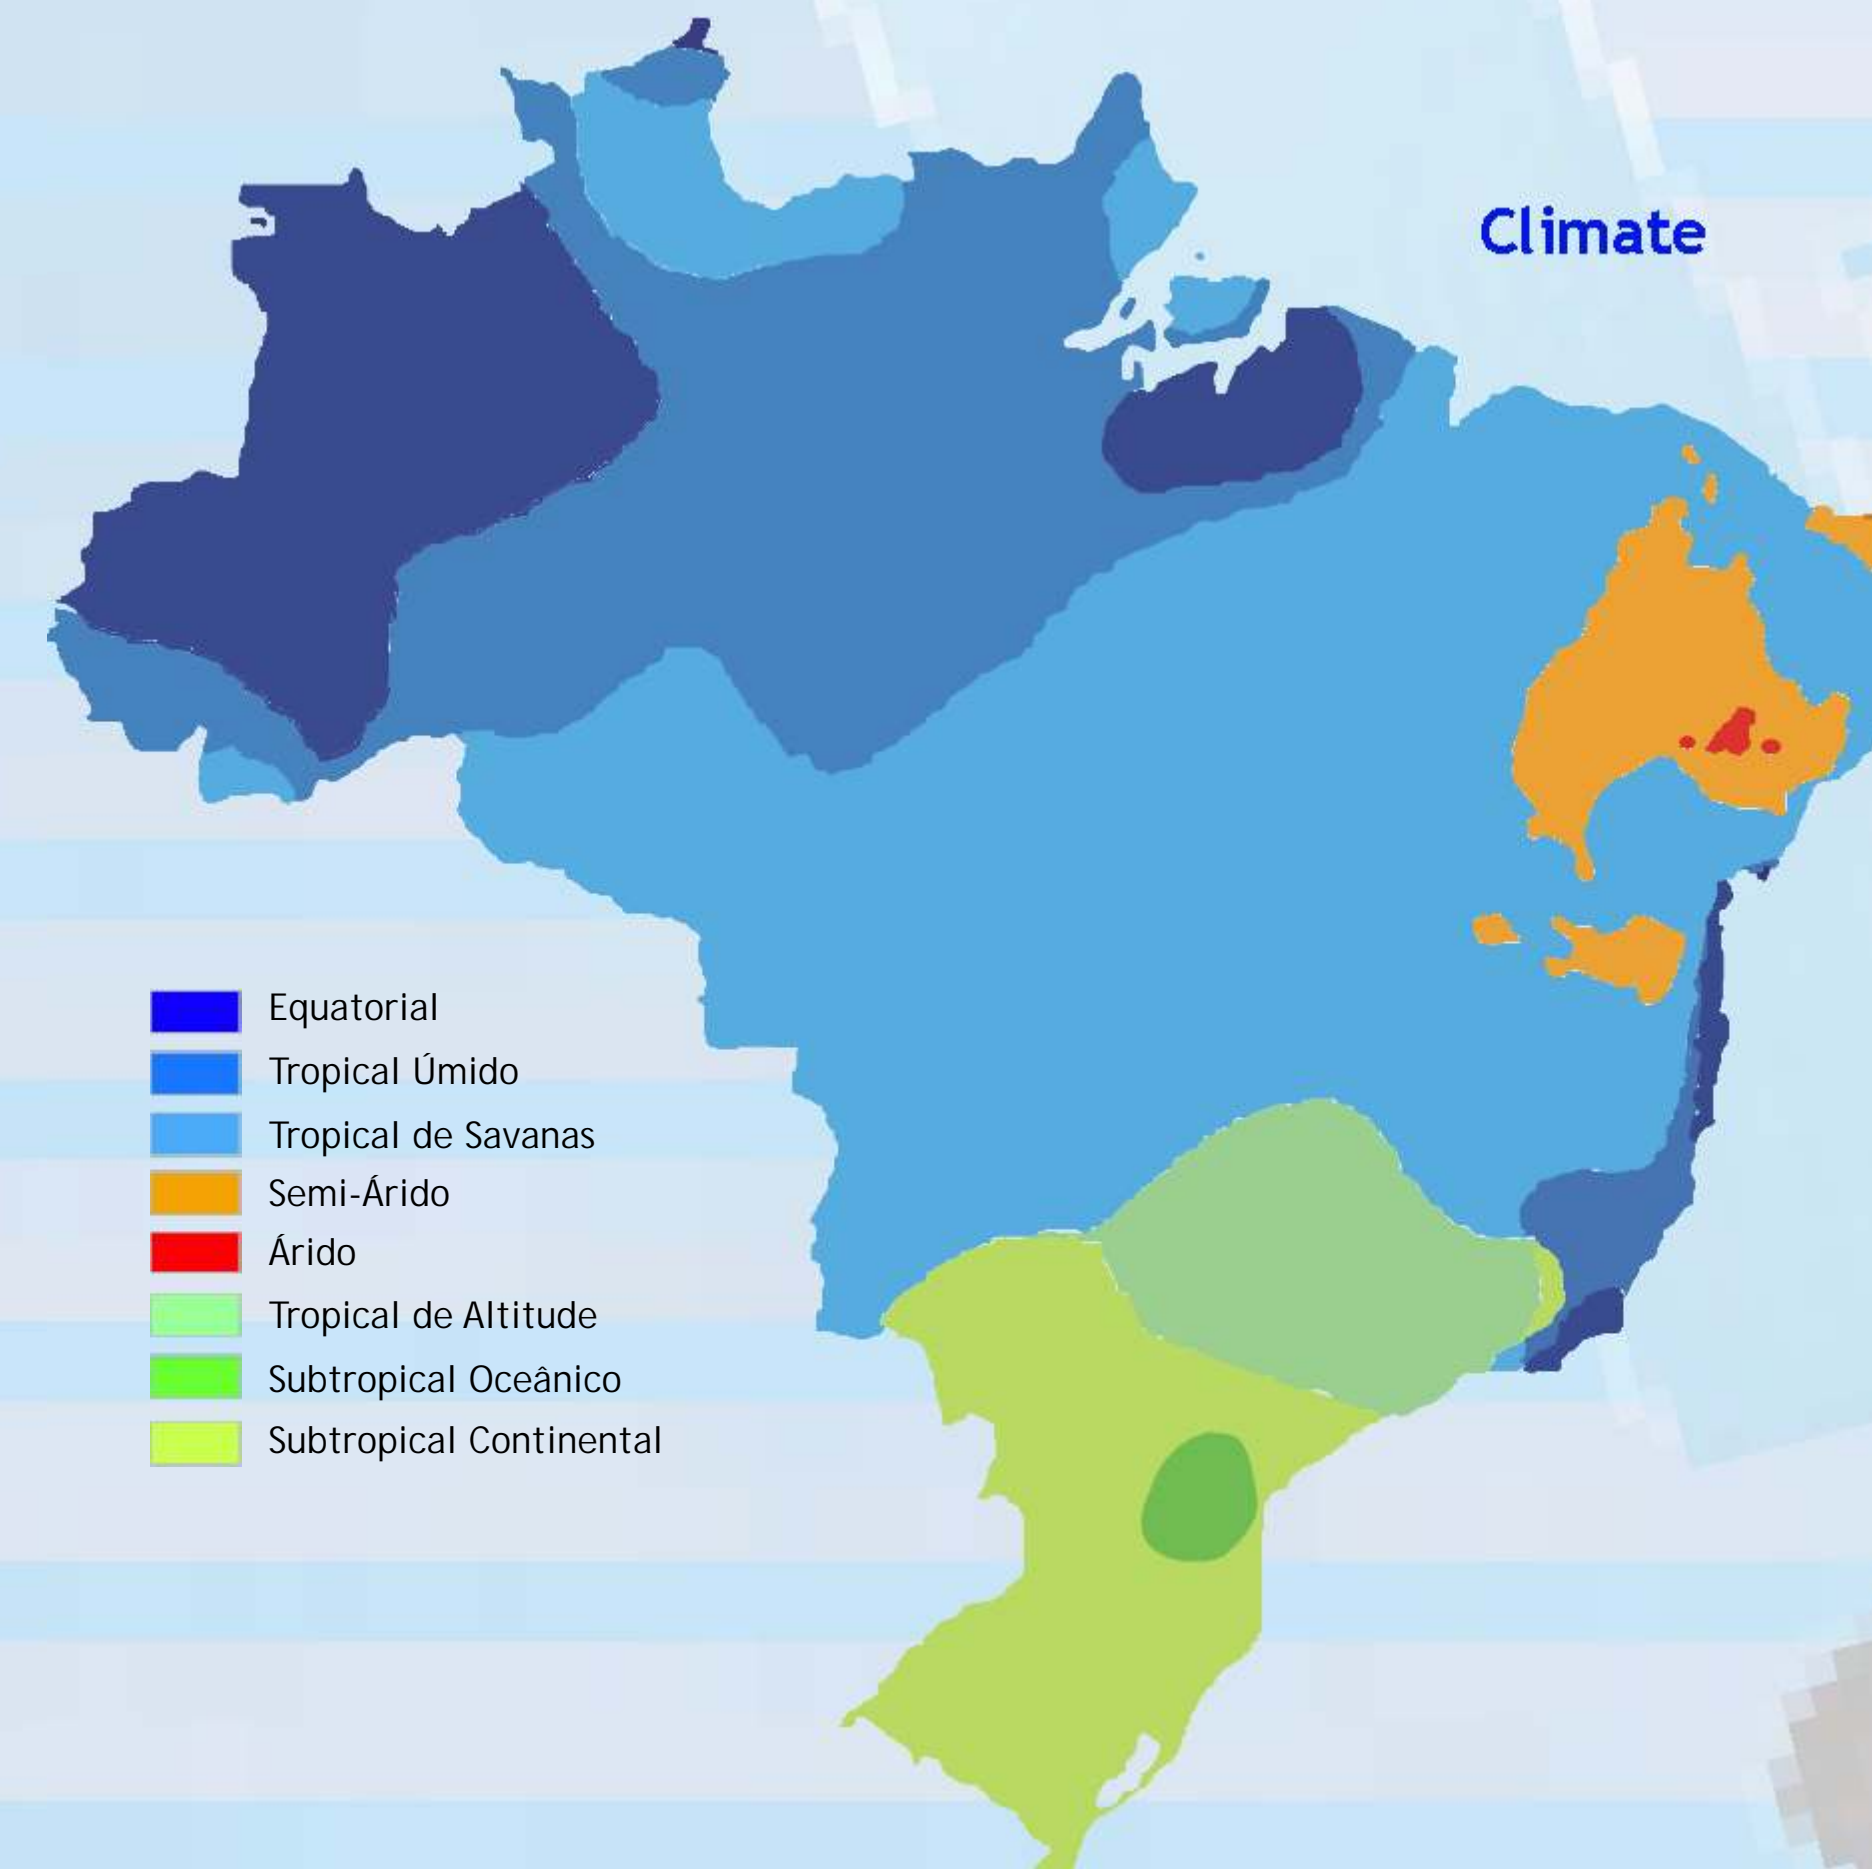 Climate
Equatorial
Tropical Úmido
Tropical de Savanas
Semi-Árido
Árido
Tropical de Altitude
Subtropical Oceânico
Subtropical Continental